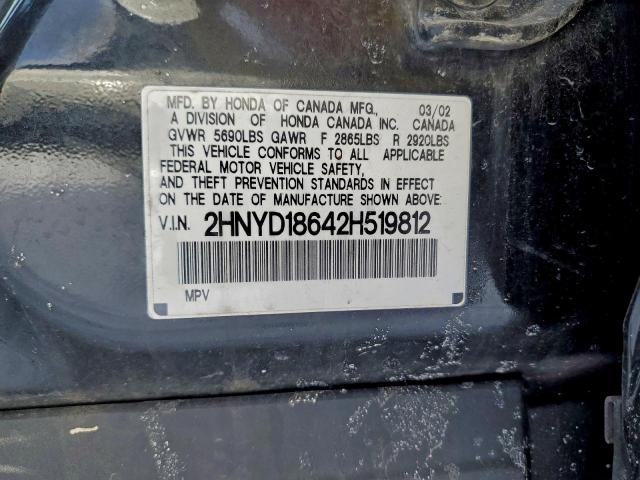 MFD. BY HONDA OF CANADA MFG., 03/02
A DIVISION OF HONDA CANADA INC. CANADA
GVWR 5690LBS GAWR F 2865LBS R 2920LBS
THIS VEHICLE CONFORMS TO ALL APPLICABLE
FEDERAL MOTOR VEHICLE SAFETY,
AND THEFT PREVENTION STANDARDS IN EFFECT
ON THE DATE OF MANUFACTURE SHOWN ABOVE:
V.I.N. 2HNYD18642H519812
MPV